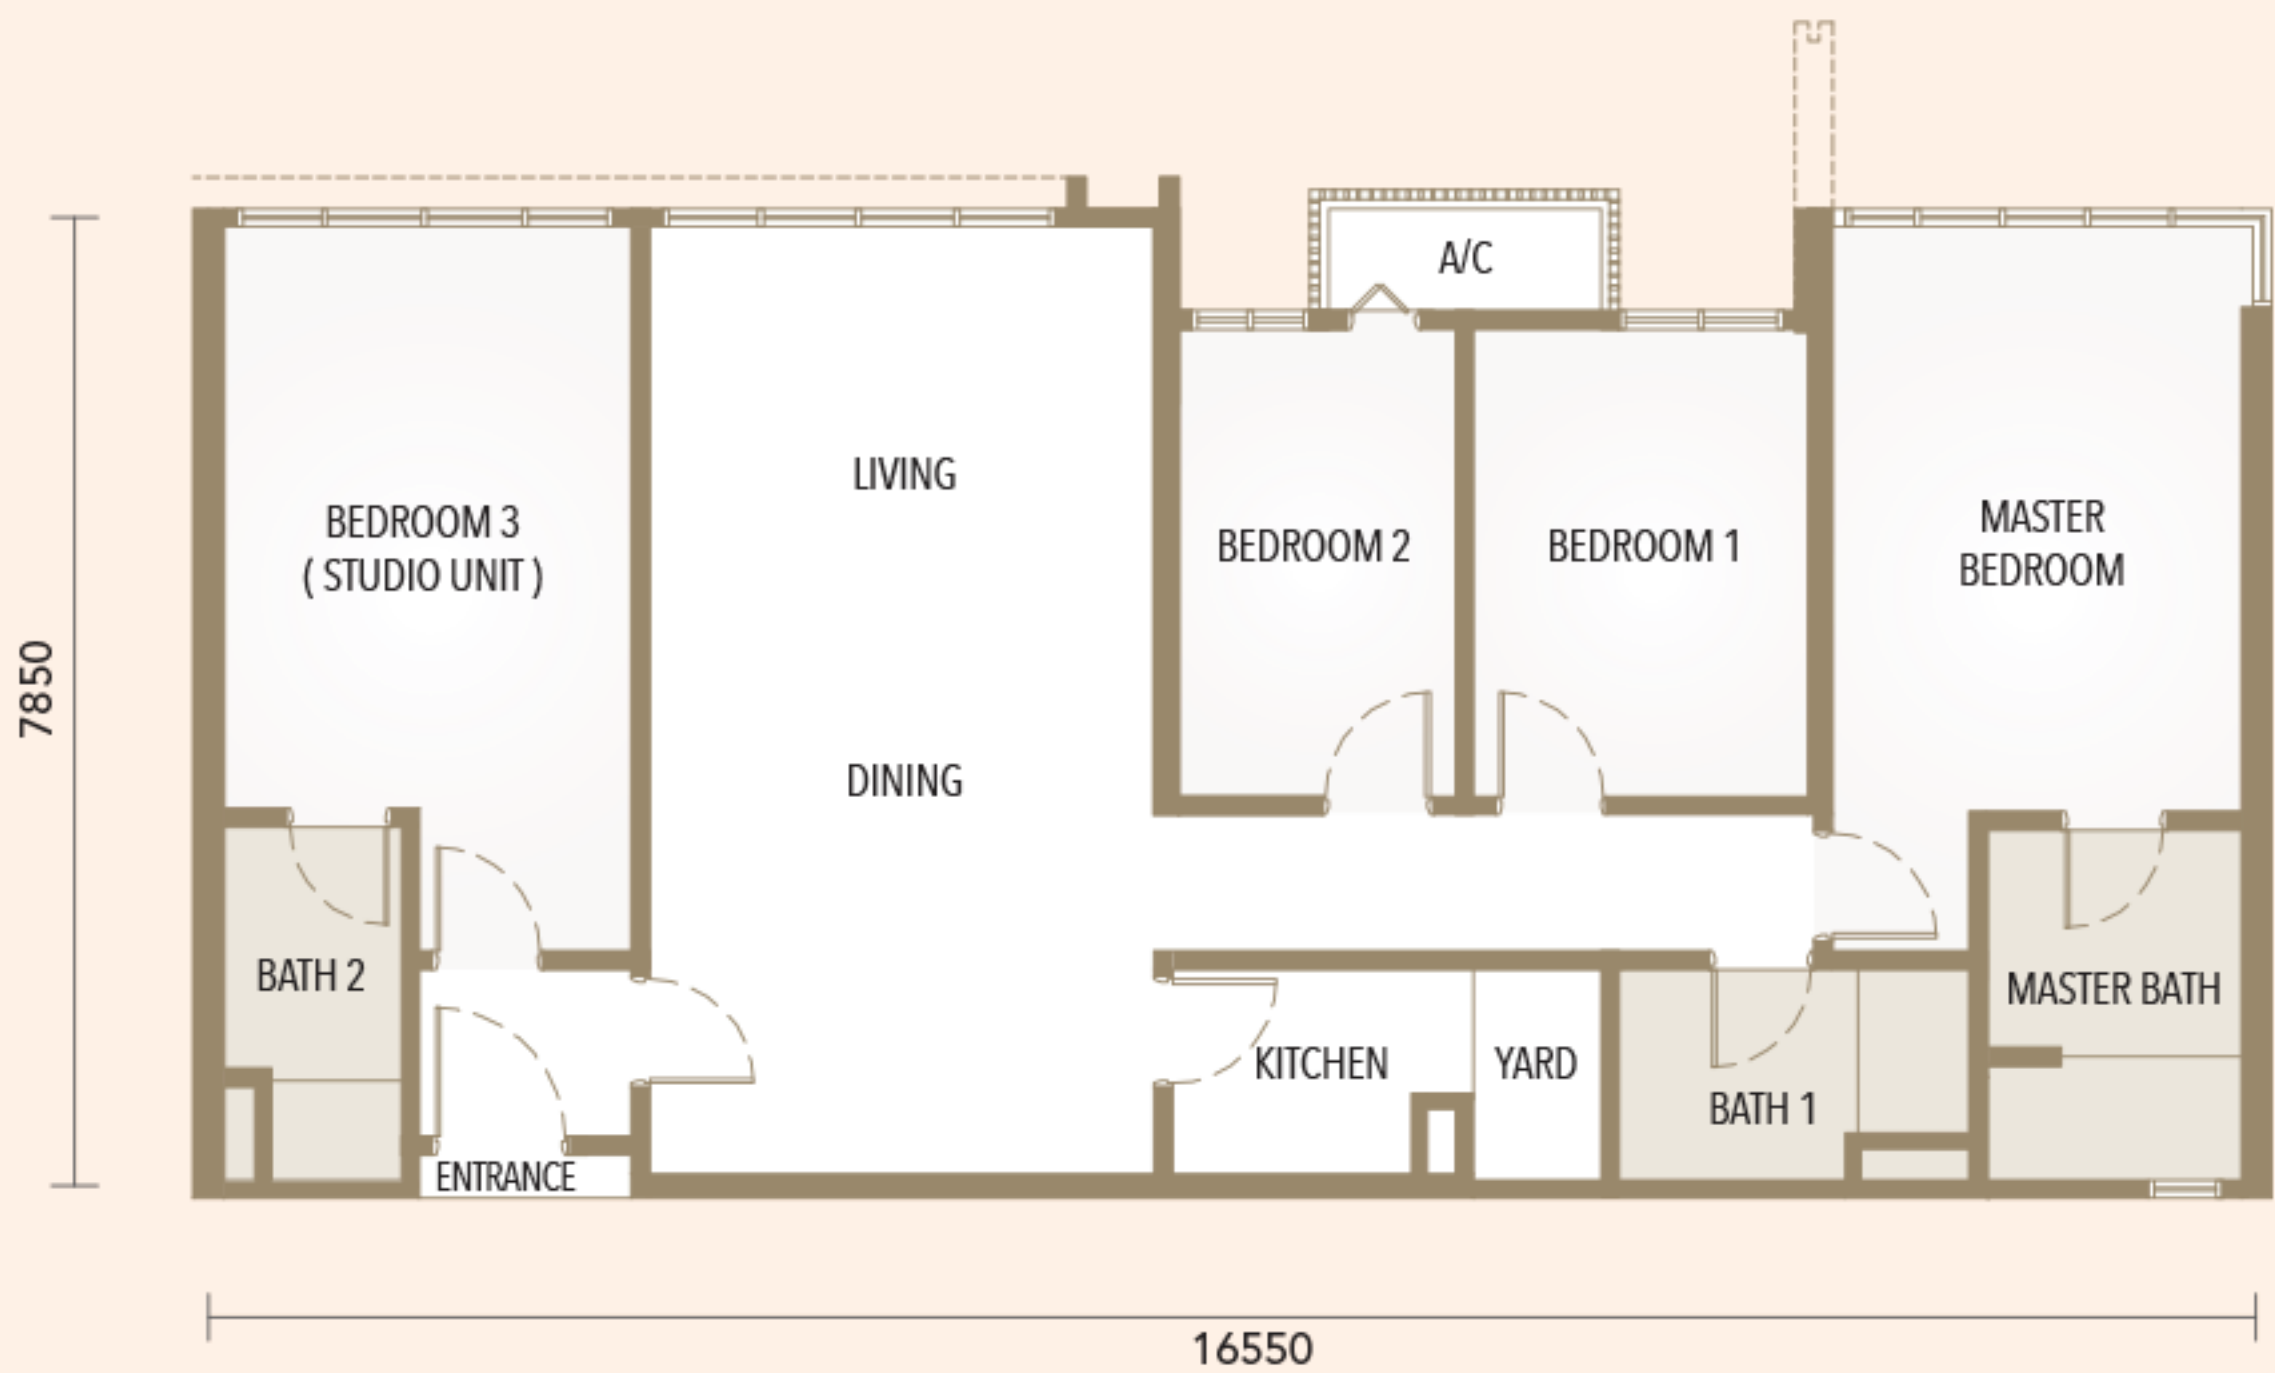 A/C
LIVING
BEDROOM 3
( STUDIO UNIT )
BEDROOM 2
BEDROOM 1
MASTER
BEDROOM
7850
DINING
BATH 2
MASTER BATH
KITCHEN
YARD
BATH 1
ENTRANCE
16550